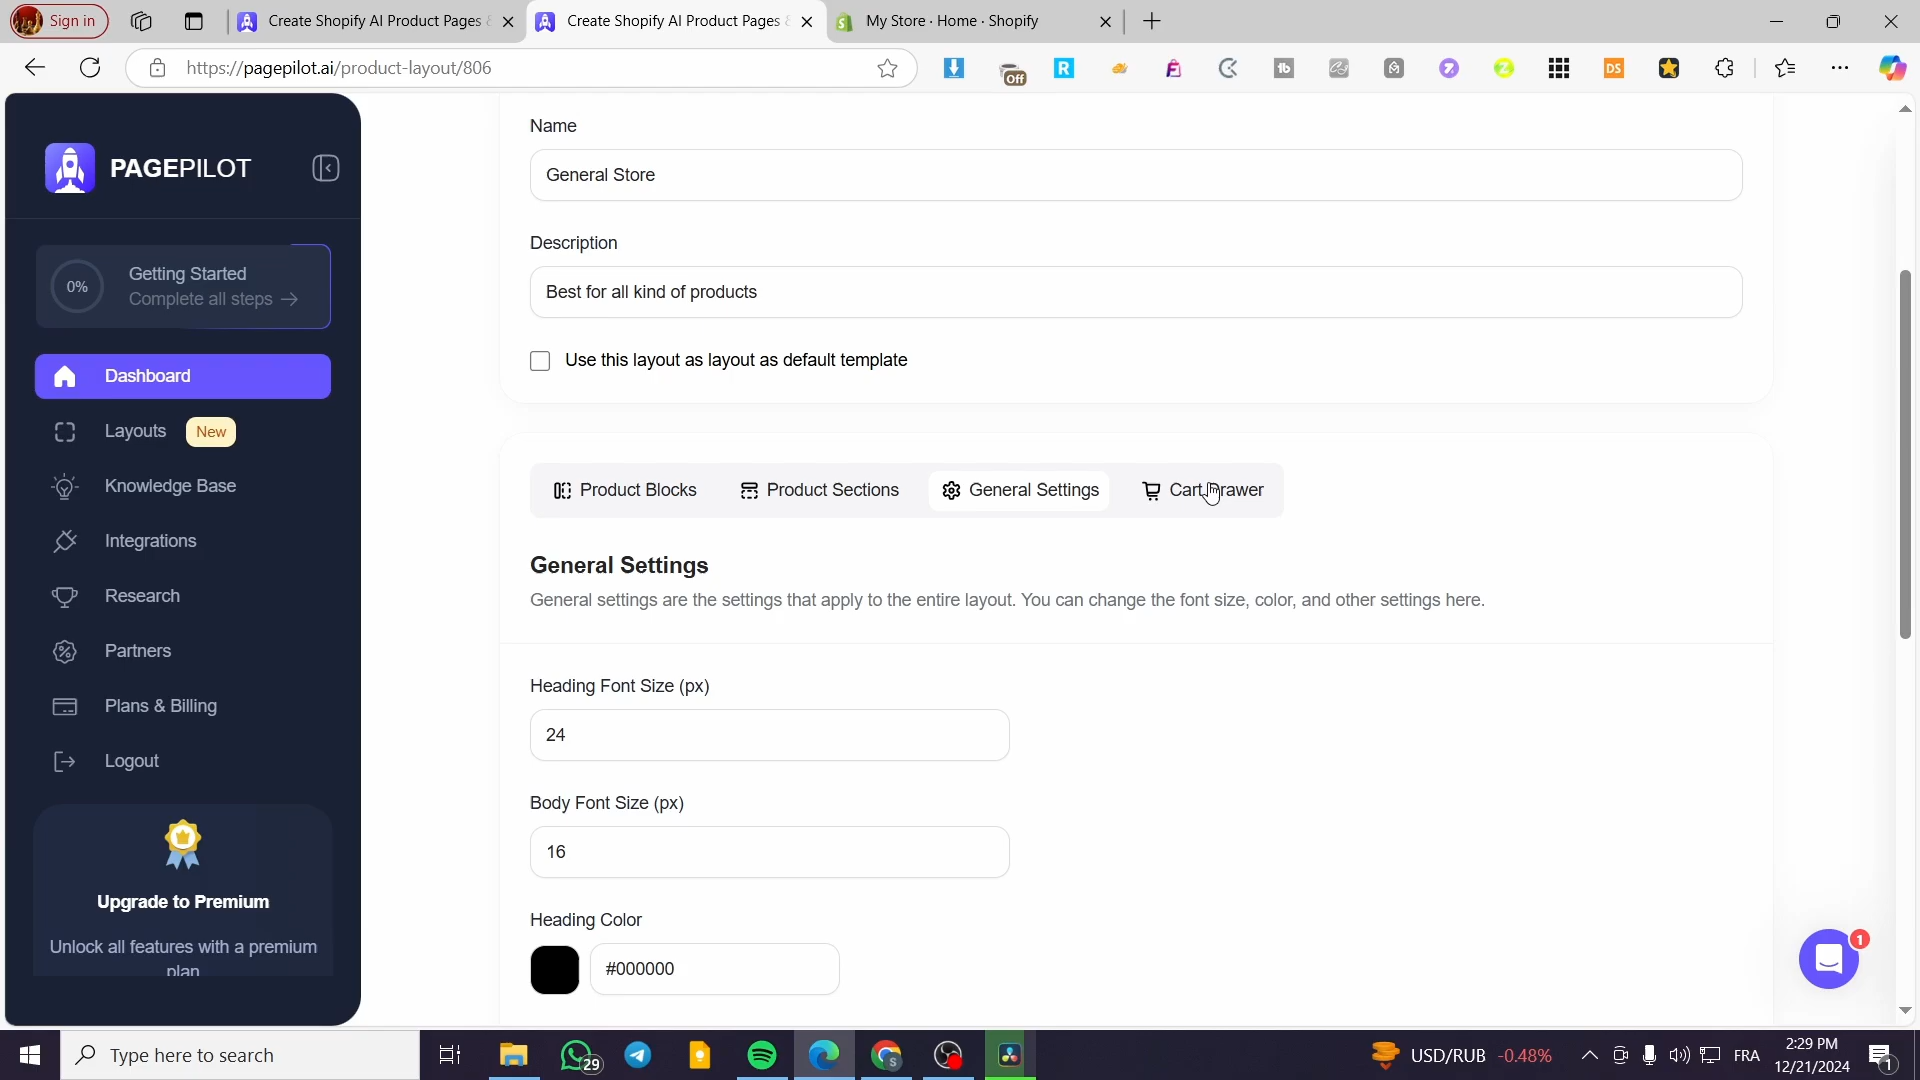 Sign in
Create Shopify AI Product Pages &
Create Shopify AI Product Pages &
My Store · Home · Shopify
https://pagepilot.ai/product-layout/806
Off
R
tb
DS
PAGEPILOT
0%
Getting Started
Complete all steps →
Dashboard
Layouts
New
Knowledge Base
Integrations
Research
Partners
Plans & Billing
Logout
Upgrade to Premium
Unlock all features with a premium
plan
Name
General Store
Description
Best for all kind of products
Use this layout as layout as default template
Product Blocks
Product Sections
General Settings
Cart Drawer
General Settings
General settings are the settings that apply to the entire layout. You can change the font size, color, and other settings here.
Heading Font Size (px)
24
Body Font Size (px)
16
Heading Color
#000000
1
Type here to search
29
S
USD/RUB -0.48%
FRA
2:29 PM
12/21/2024
1